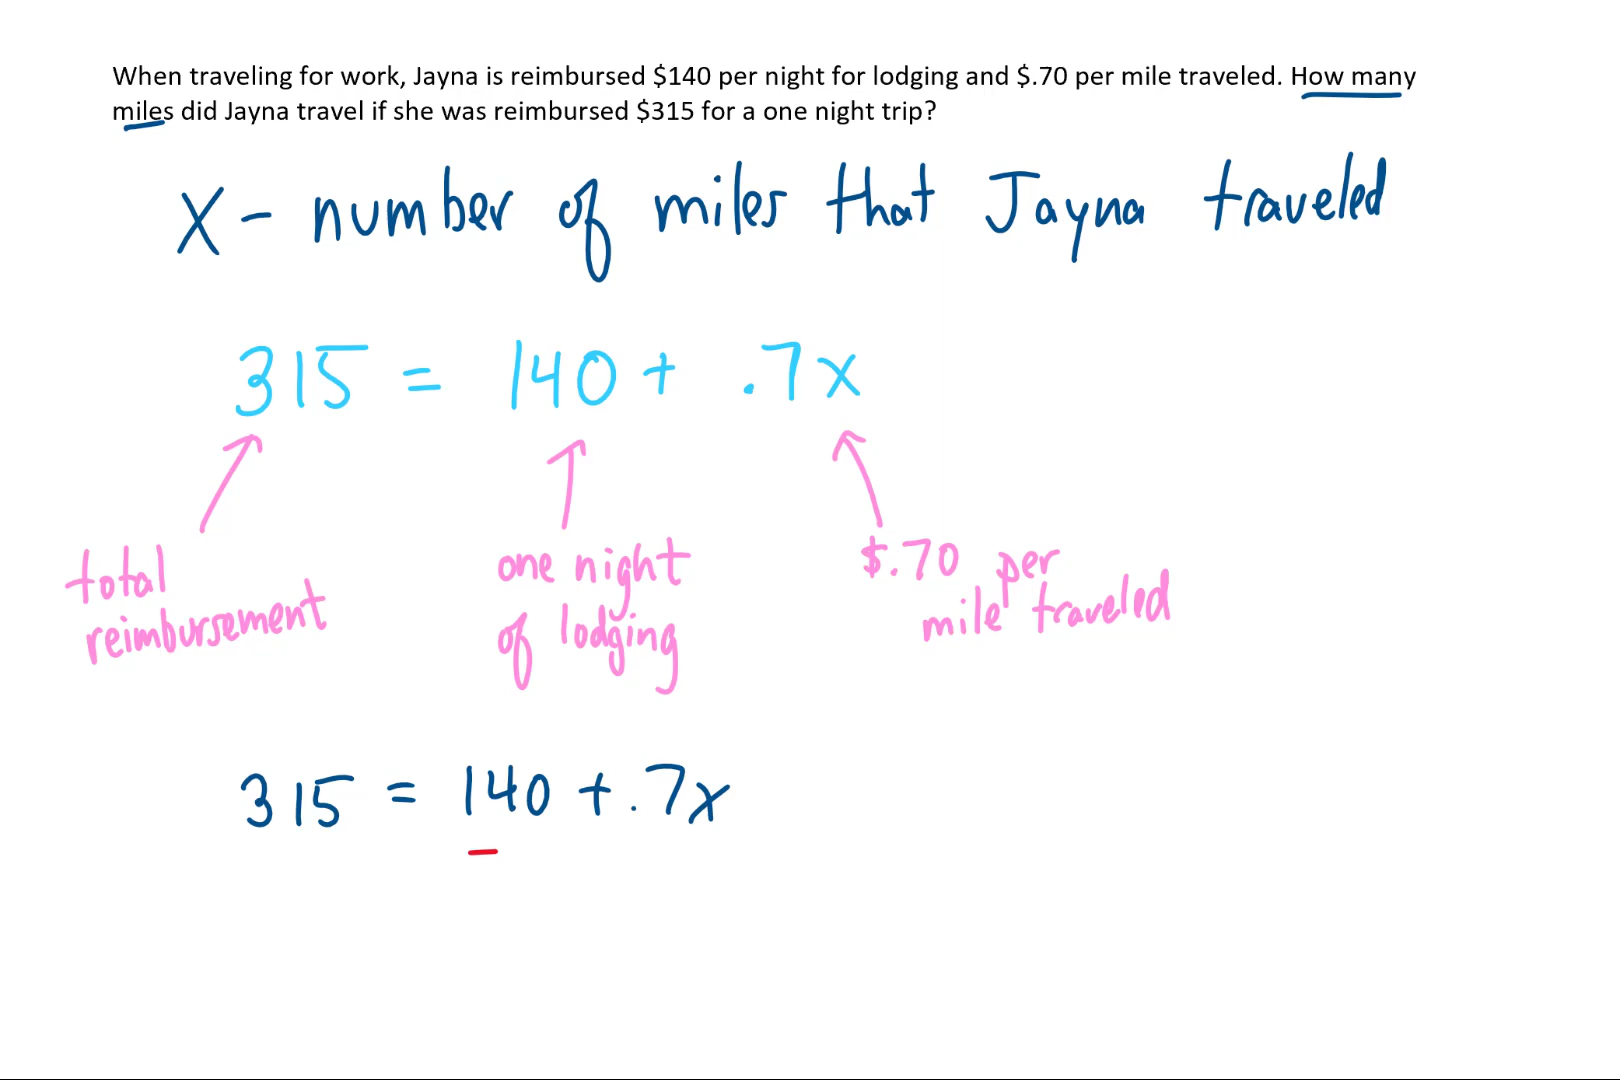 When traveling for work, Jayna is reimbursed $140 per night for lodging and $.70 per mile traveled. How many
miles did Jayna travel if she was reimbursed $315 for a one night trip?
X - number of miles that Jayna traveled
315 = 140 + .7x
total
reimbursement
one night
of lodging
$.70 per
mile traveled
315 = 140 + .7x